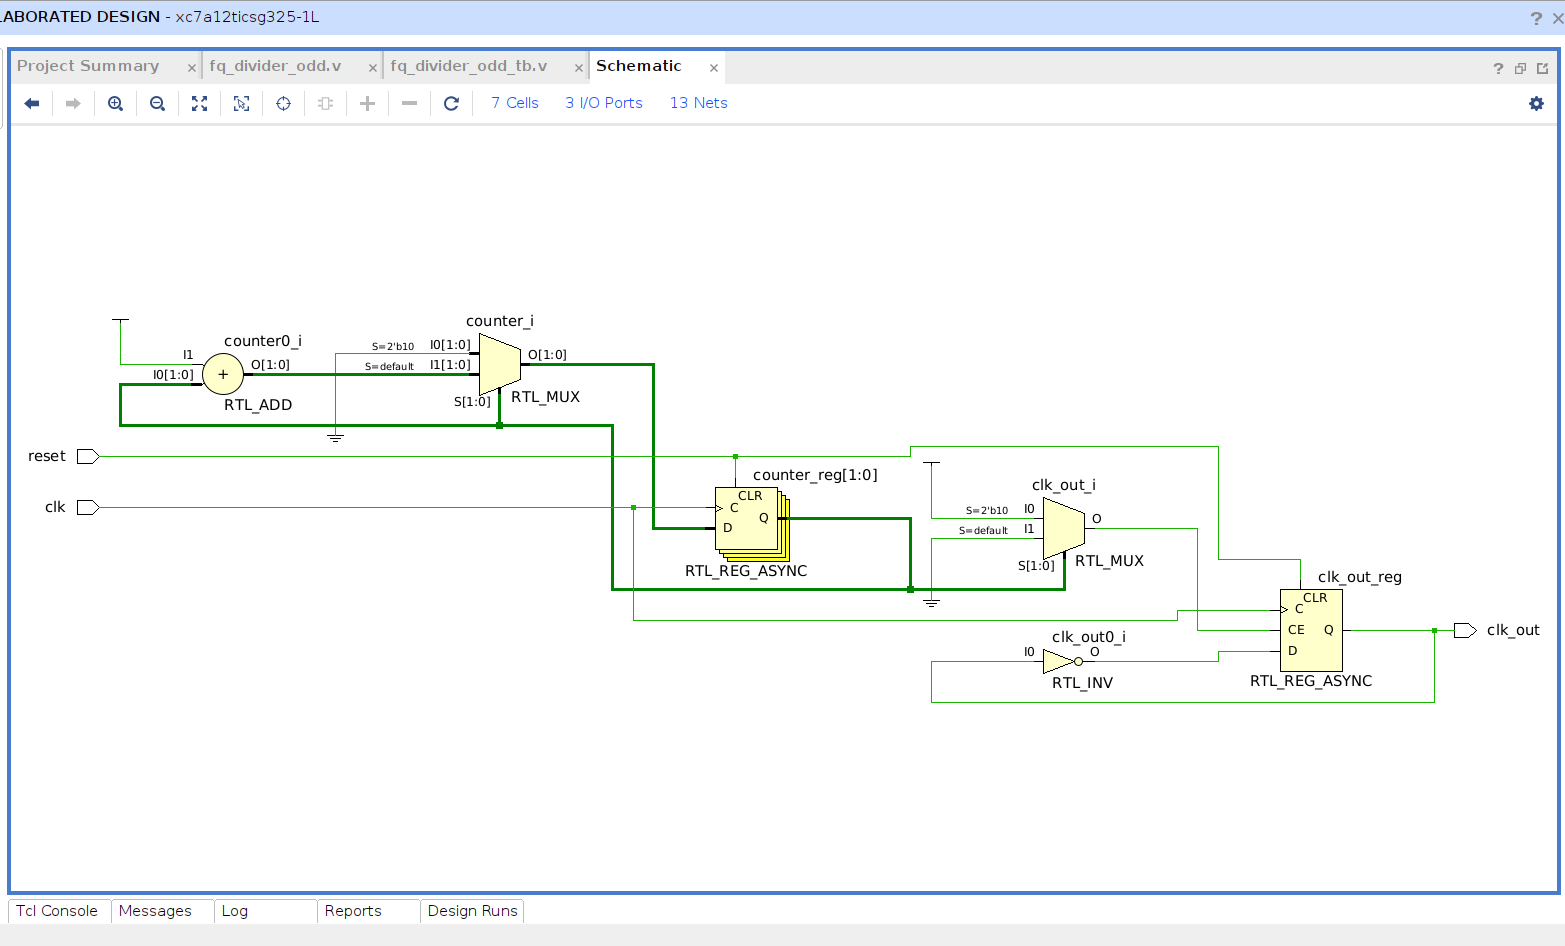 LABORATED DESIGN - xc7a12ticsg325-1L
? ×
Project Summary × fq_divider_odd.v × fq_divider_odd_tb.v × Schematic ×
?
7 Cells 3 I/O Ports 13 Nets
counter_i
counter0_i
S=2'b10 I0[1:0]
I1 O[1:0]
O[1:0] S=default I1[1:0]
I0[1:0] +
S[1:0] RTL_MUX
RTL_ADD
reset
counter_reg[1:0]
clk_out_i
CLR
clk C
S=2'b10 I0
Q O
D S=default I1
S[1:0] RTL_MUX
RTL_REG_ASYNC
clk_out_reg
CLR
C
clk_out0_i
CE Q clk_out
I0 O
D
RTL_INV RTL_REG_ASYNC
Tcl Console Messages Log Reports Design Runs